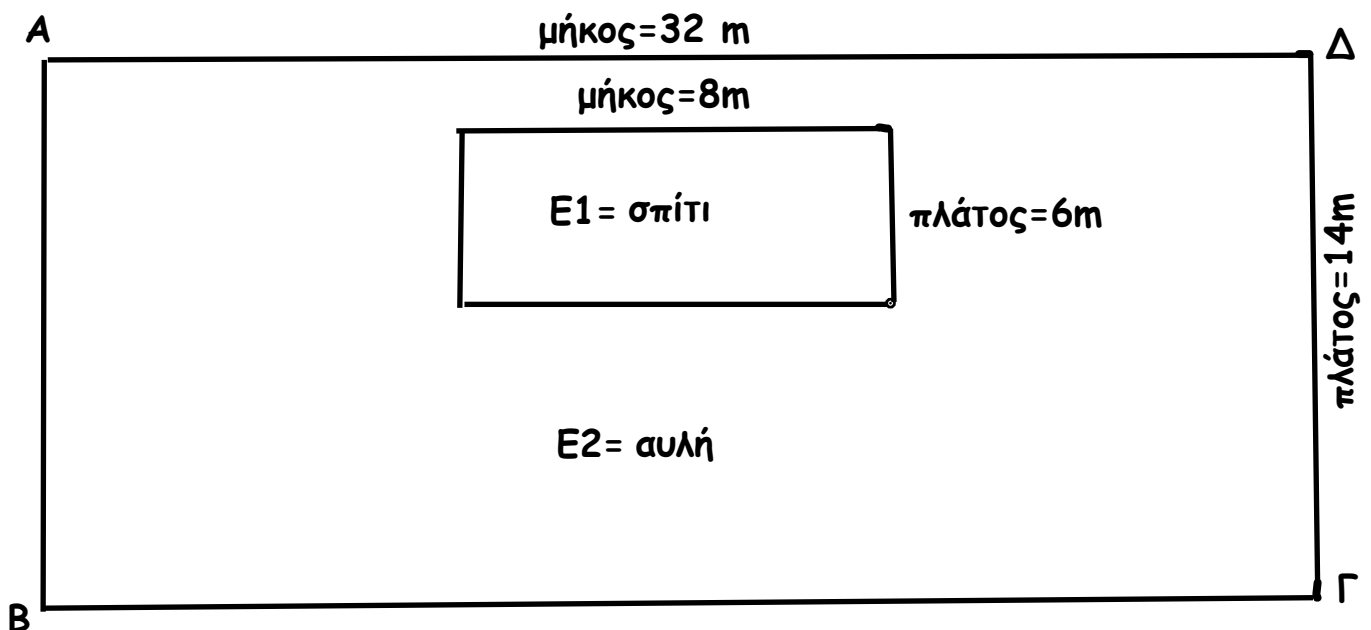 Α
μήκος=32 m
Δ
μήκος=8m
Ε1= σπίτι
πλάτος=6m
πλάτος=14m
Ε2= αυλή
Β
Γ